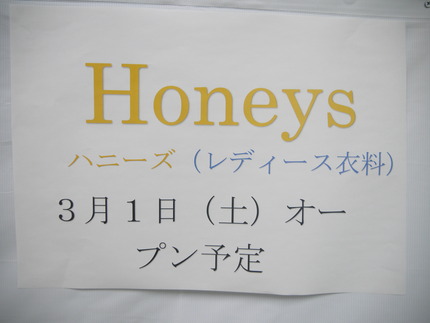 Honeys
ハニーズ（レディース衣料）
３月１日（土）オー
プン予定